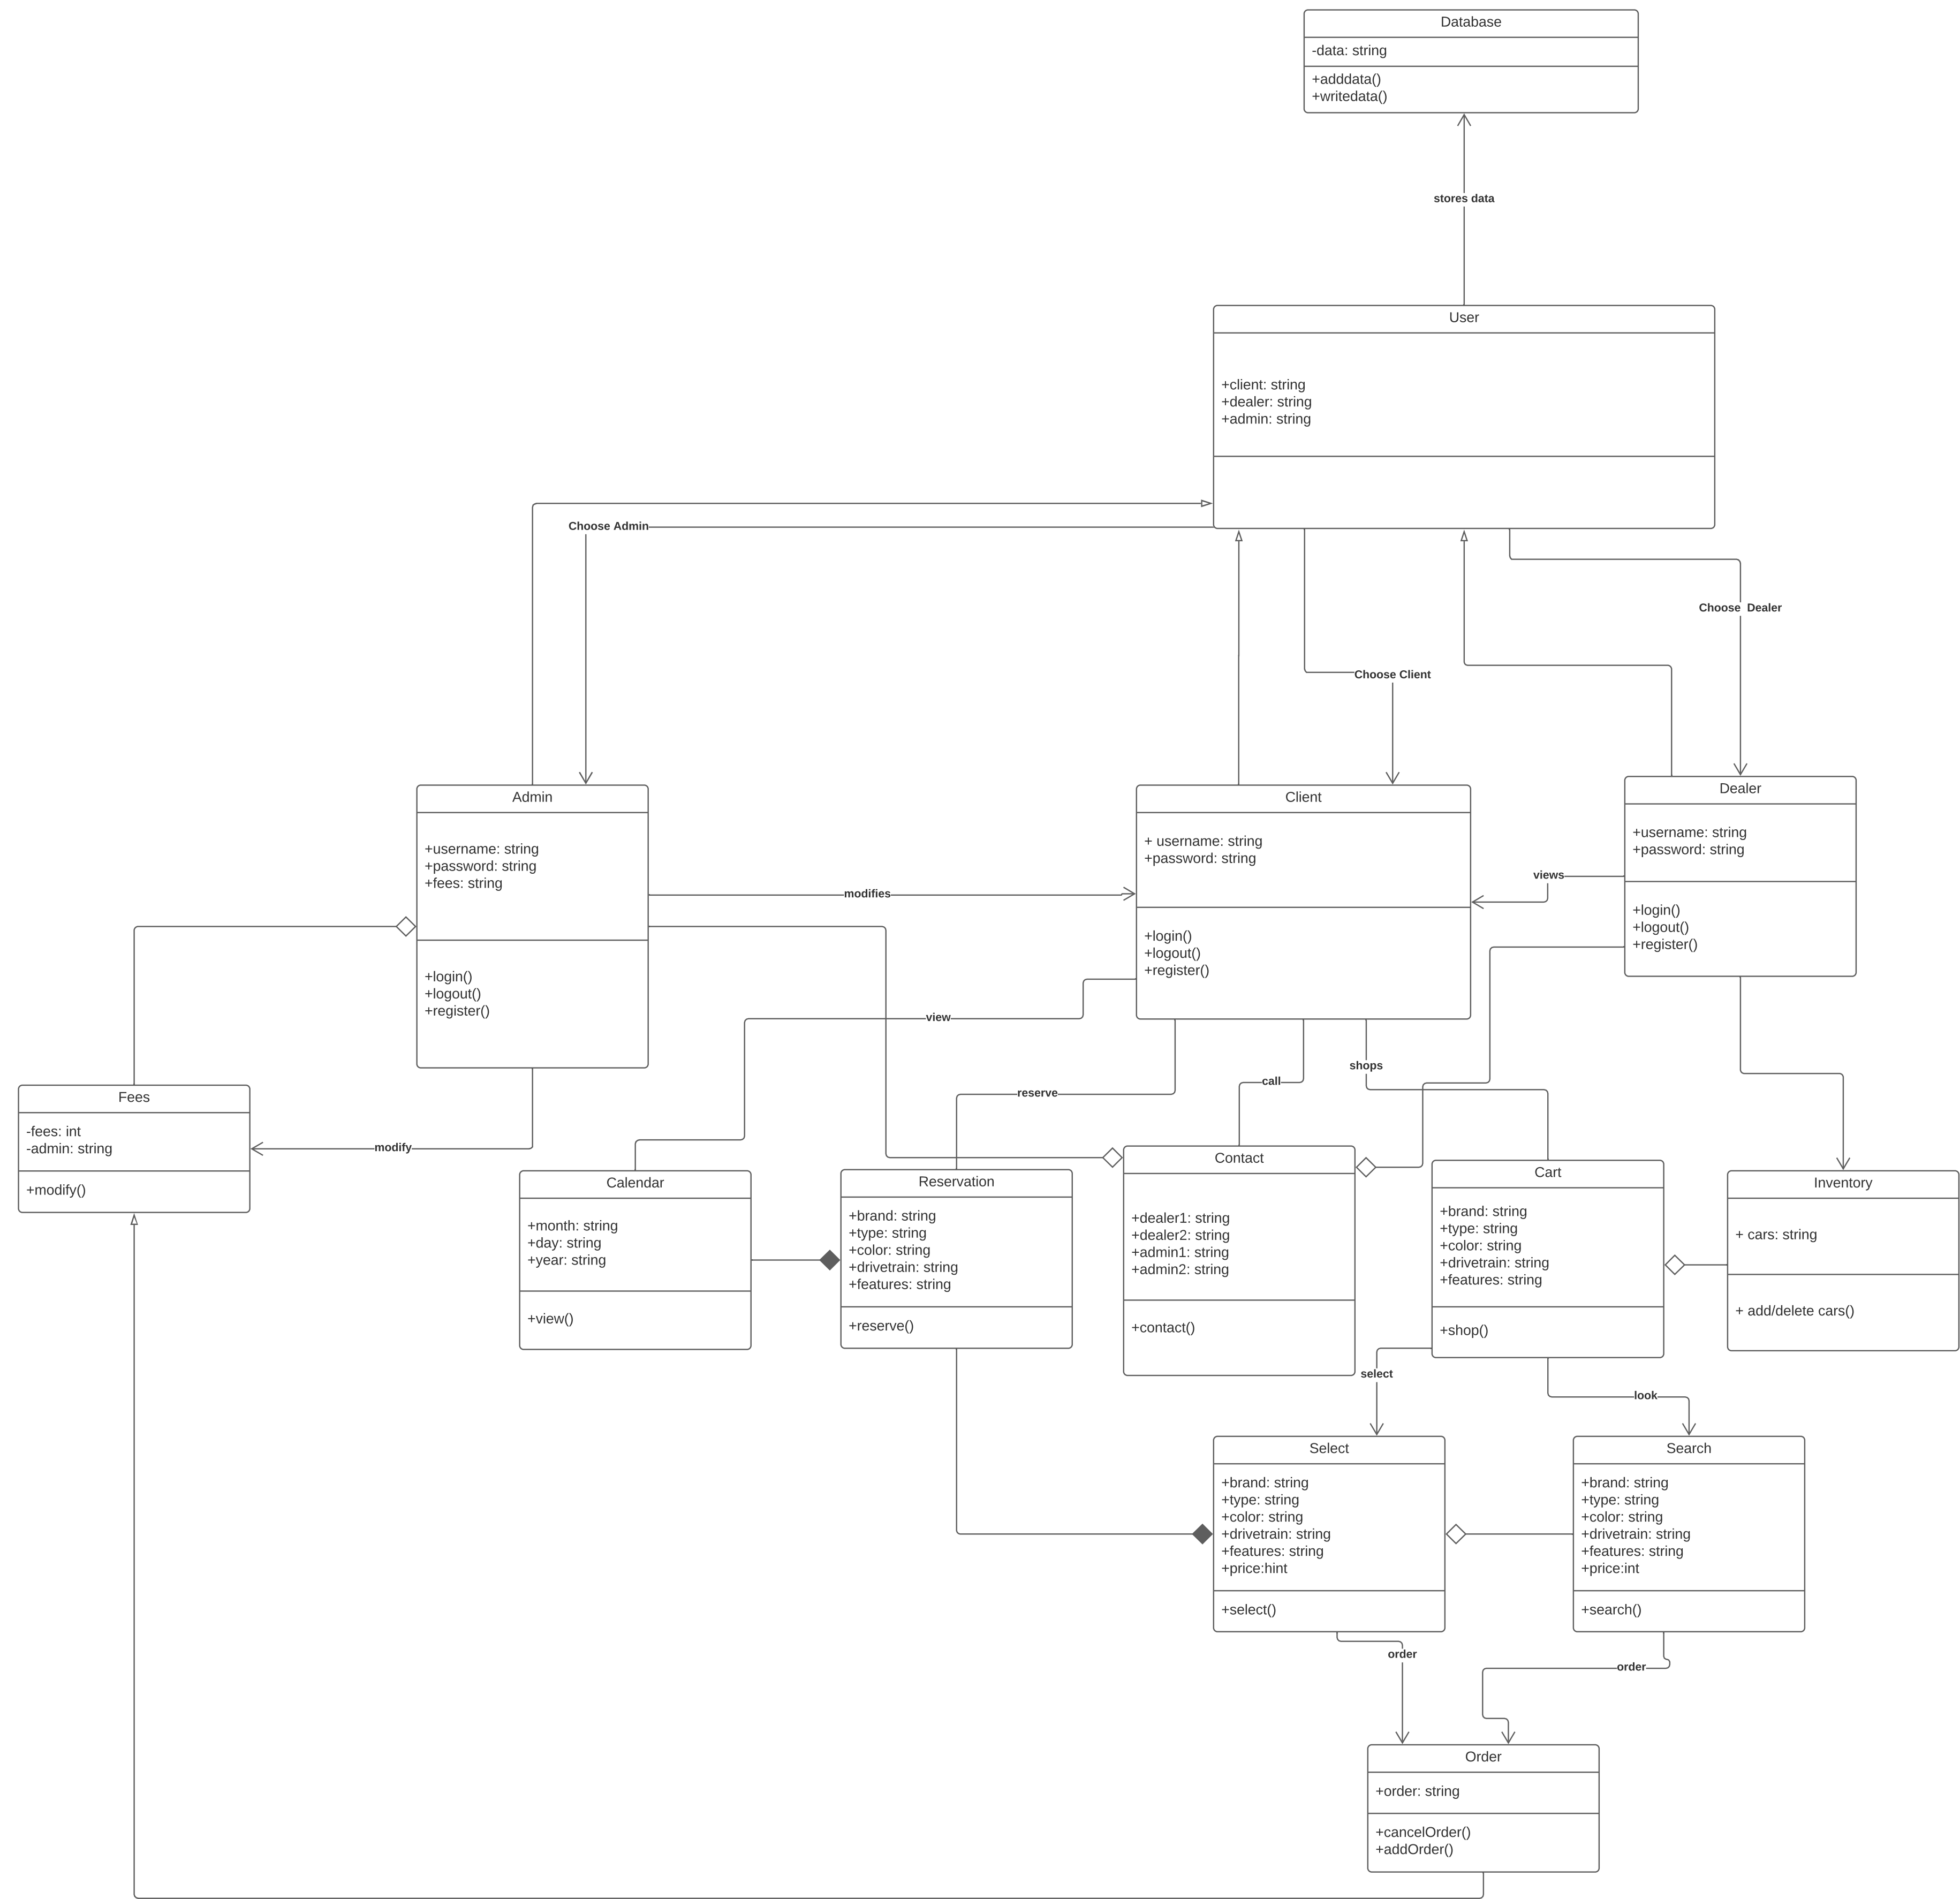 Database
-data: string
+adddata()
+writedata()
stores data
User
+client: string
+dealer: string
+admin: string
Choose Admin
Choose  Dealer
Choose Client
Admin
+username: string
+password: string
+fees: string
+login()
+logout()
+register()
modifies
Client
+ username: string
+password: string
+login()
+logout()
+register()
views
Dealer
+username: string
+password: string
+login()
+logout()
+register()
view
reserve
call
shops
modify
Fees
-fees: int
-admin: string
+modify()
Calendar
+month: string
+day: string
+year: string
+view()
Reservation
+brand: string
+type: string
+color: string
+drivetrain: string
+features: string
+reserve()
Contact
+dealer1: string
+dealer2: string
+admin1: string
+admin2: string
+contact()
Cart
+brand: string
+type: string
+color: string
+drivetrain: string
+features: string
+shop()
Inventory
+ cars: string
+ add/delete cars()
select
look
Select
+brand: string
+type: string
+color: string
+drivetrain: string
+features: string
+price:hint
+select()
Search
+brand: string
+type: string
+color: string
+drivetrain: string
+features: string
+price:int
+search()
order
order
Order
+order: string
+cancelOrder()
+addOrder()